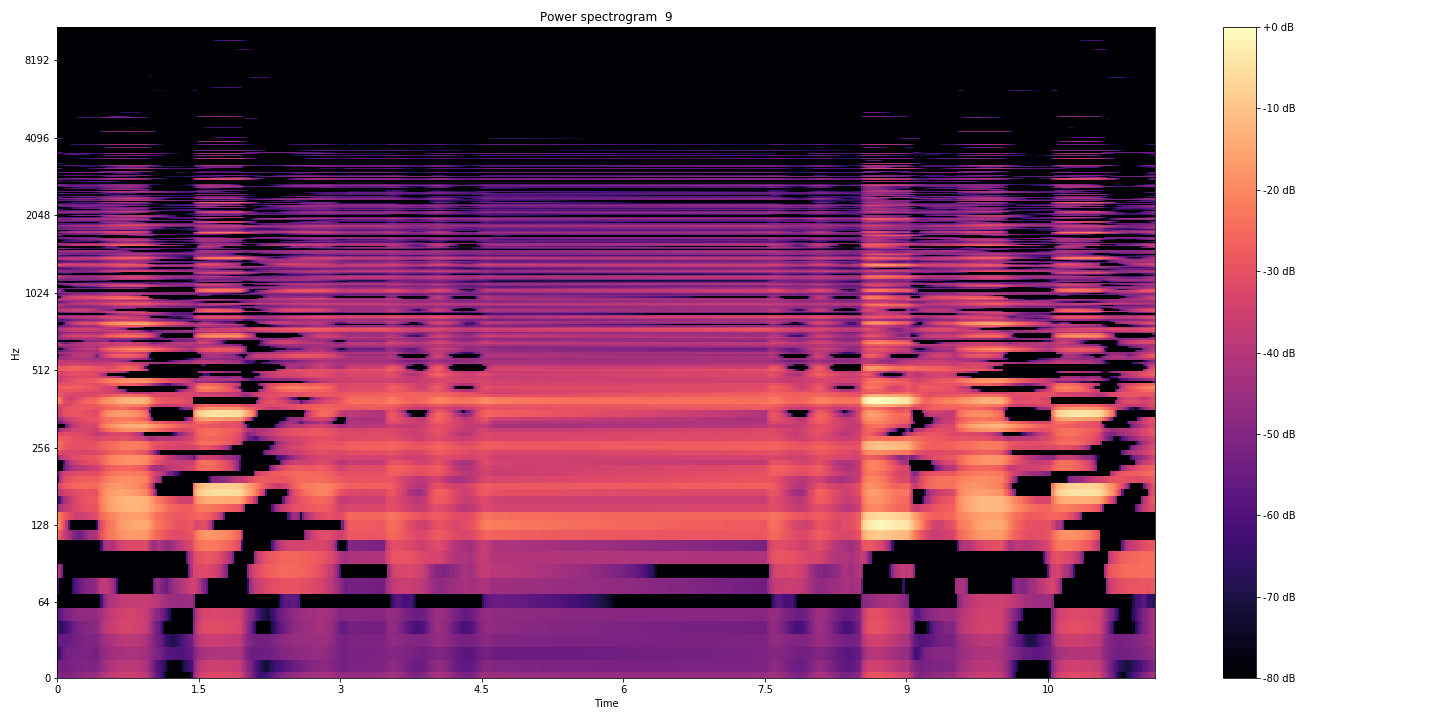 Power spectrogram  9
+0 dB
8192
-10 dB
4096
-20 dB
2048
-30 dB
1024
Hz
512
-40 dB
256
-50 dB
128
-60 dB
64
-70 dB
0
-80 dB
0
1.5
3
4.5
6
7.5
9
10
Time